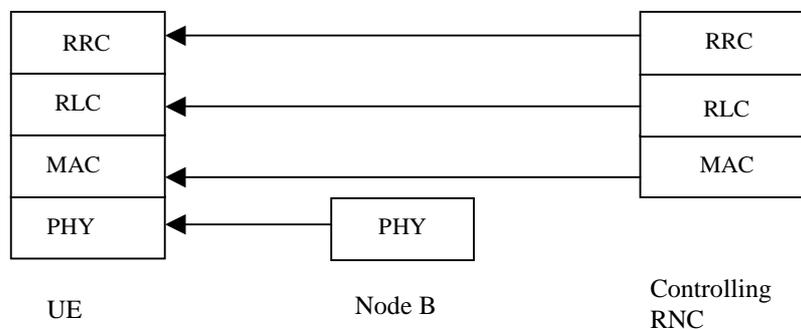 RRC
RRC
RLC
RLC
MAC
MAC
PHY
PHY
UE
Node B
Controlling
RNC